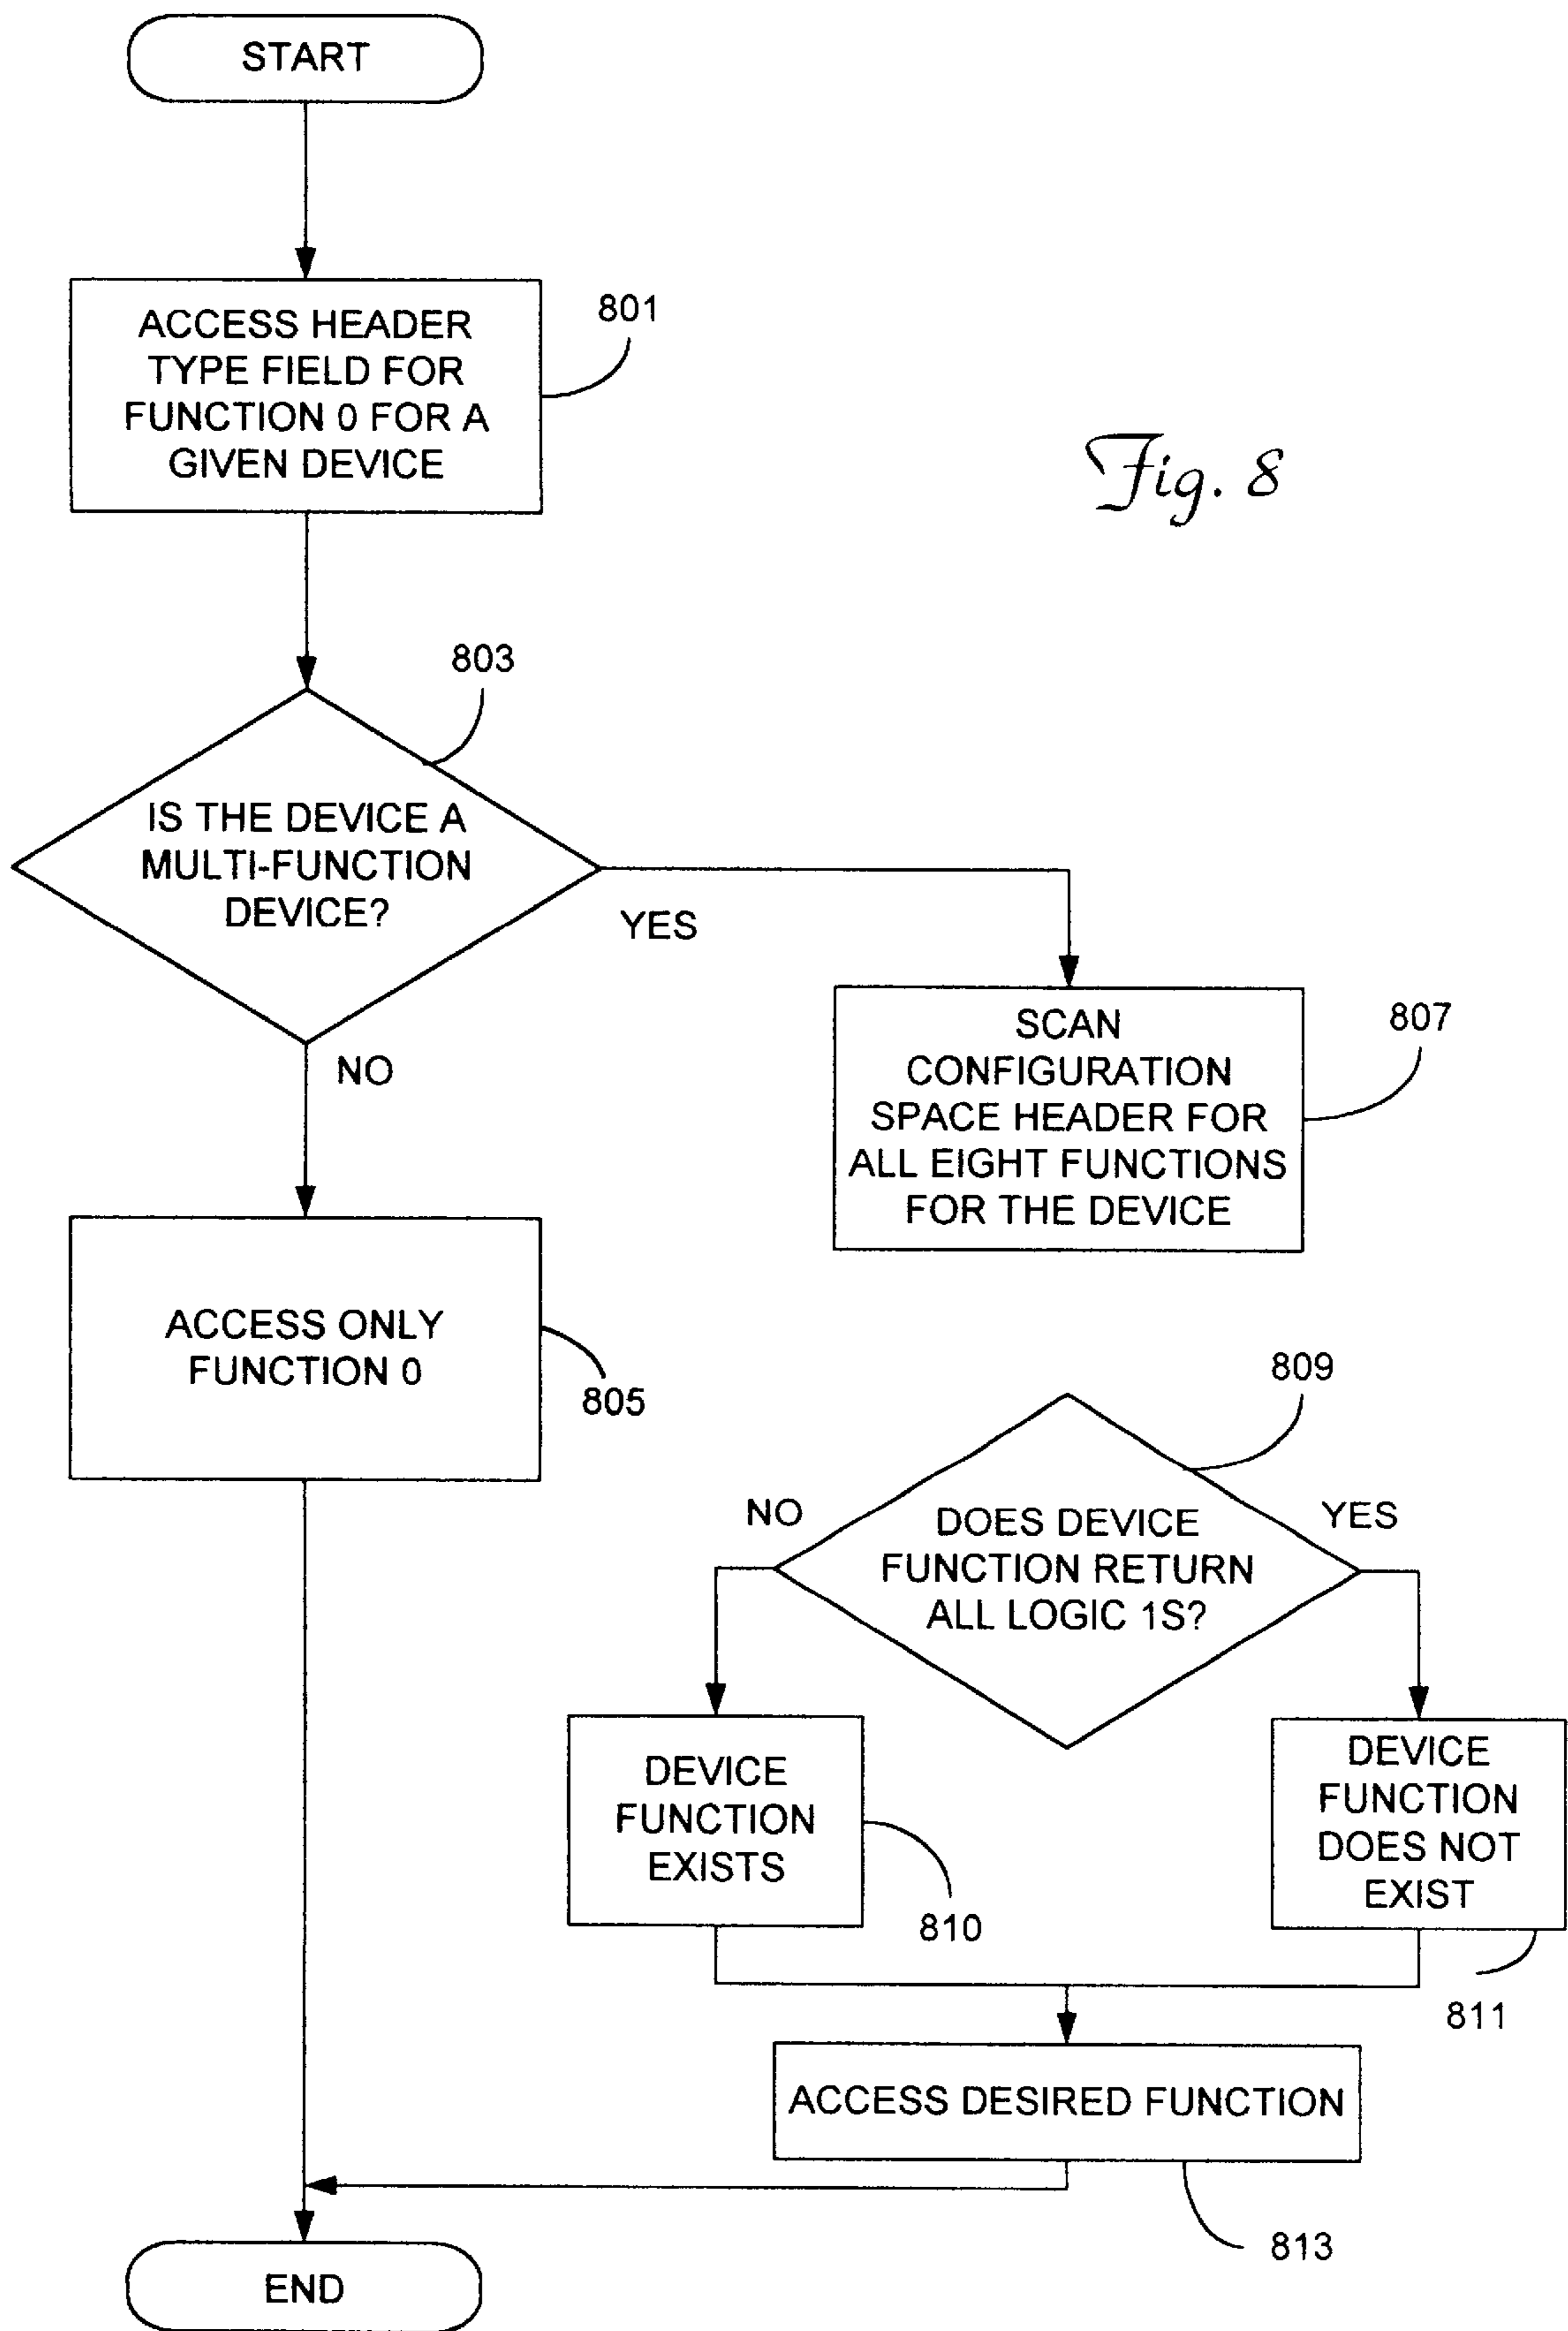 START
ACCESS HEADER
TYPE FIELD FOR
FUNCTION 0 FOR A
GIVEN DEVICE
801
Fig. 8
803
IS THE DEVICE A
MULTI-FUNCTION
DEVICE?
YES
NO
SCAN
CONFIGURATION
SPACE HEADER FOR
ALL EIGHT FUNCTIONS
FOR THE DEVICE
807
ACCESS ONLY
FUNCTION 0
805
809
NO
DOES DEVICE
FUNCTION RETURN
ALL LOGIC 1S?
YES
DEVICE
FUNCTION
EXISTS
810
DEVICE
FUNCTION
DOES NOT
EXIST
811
ACCESS DESIRED FUNCTION
813
END